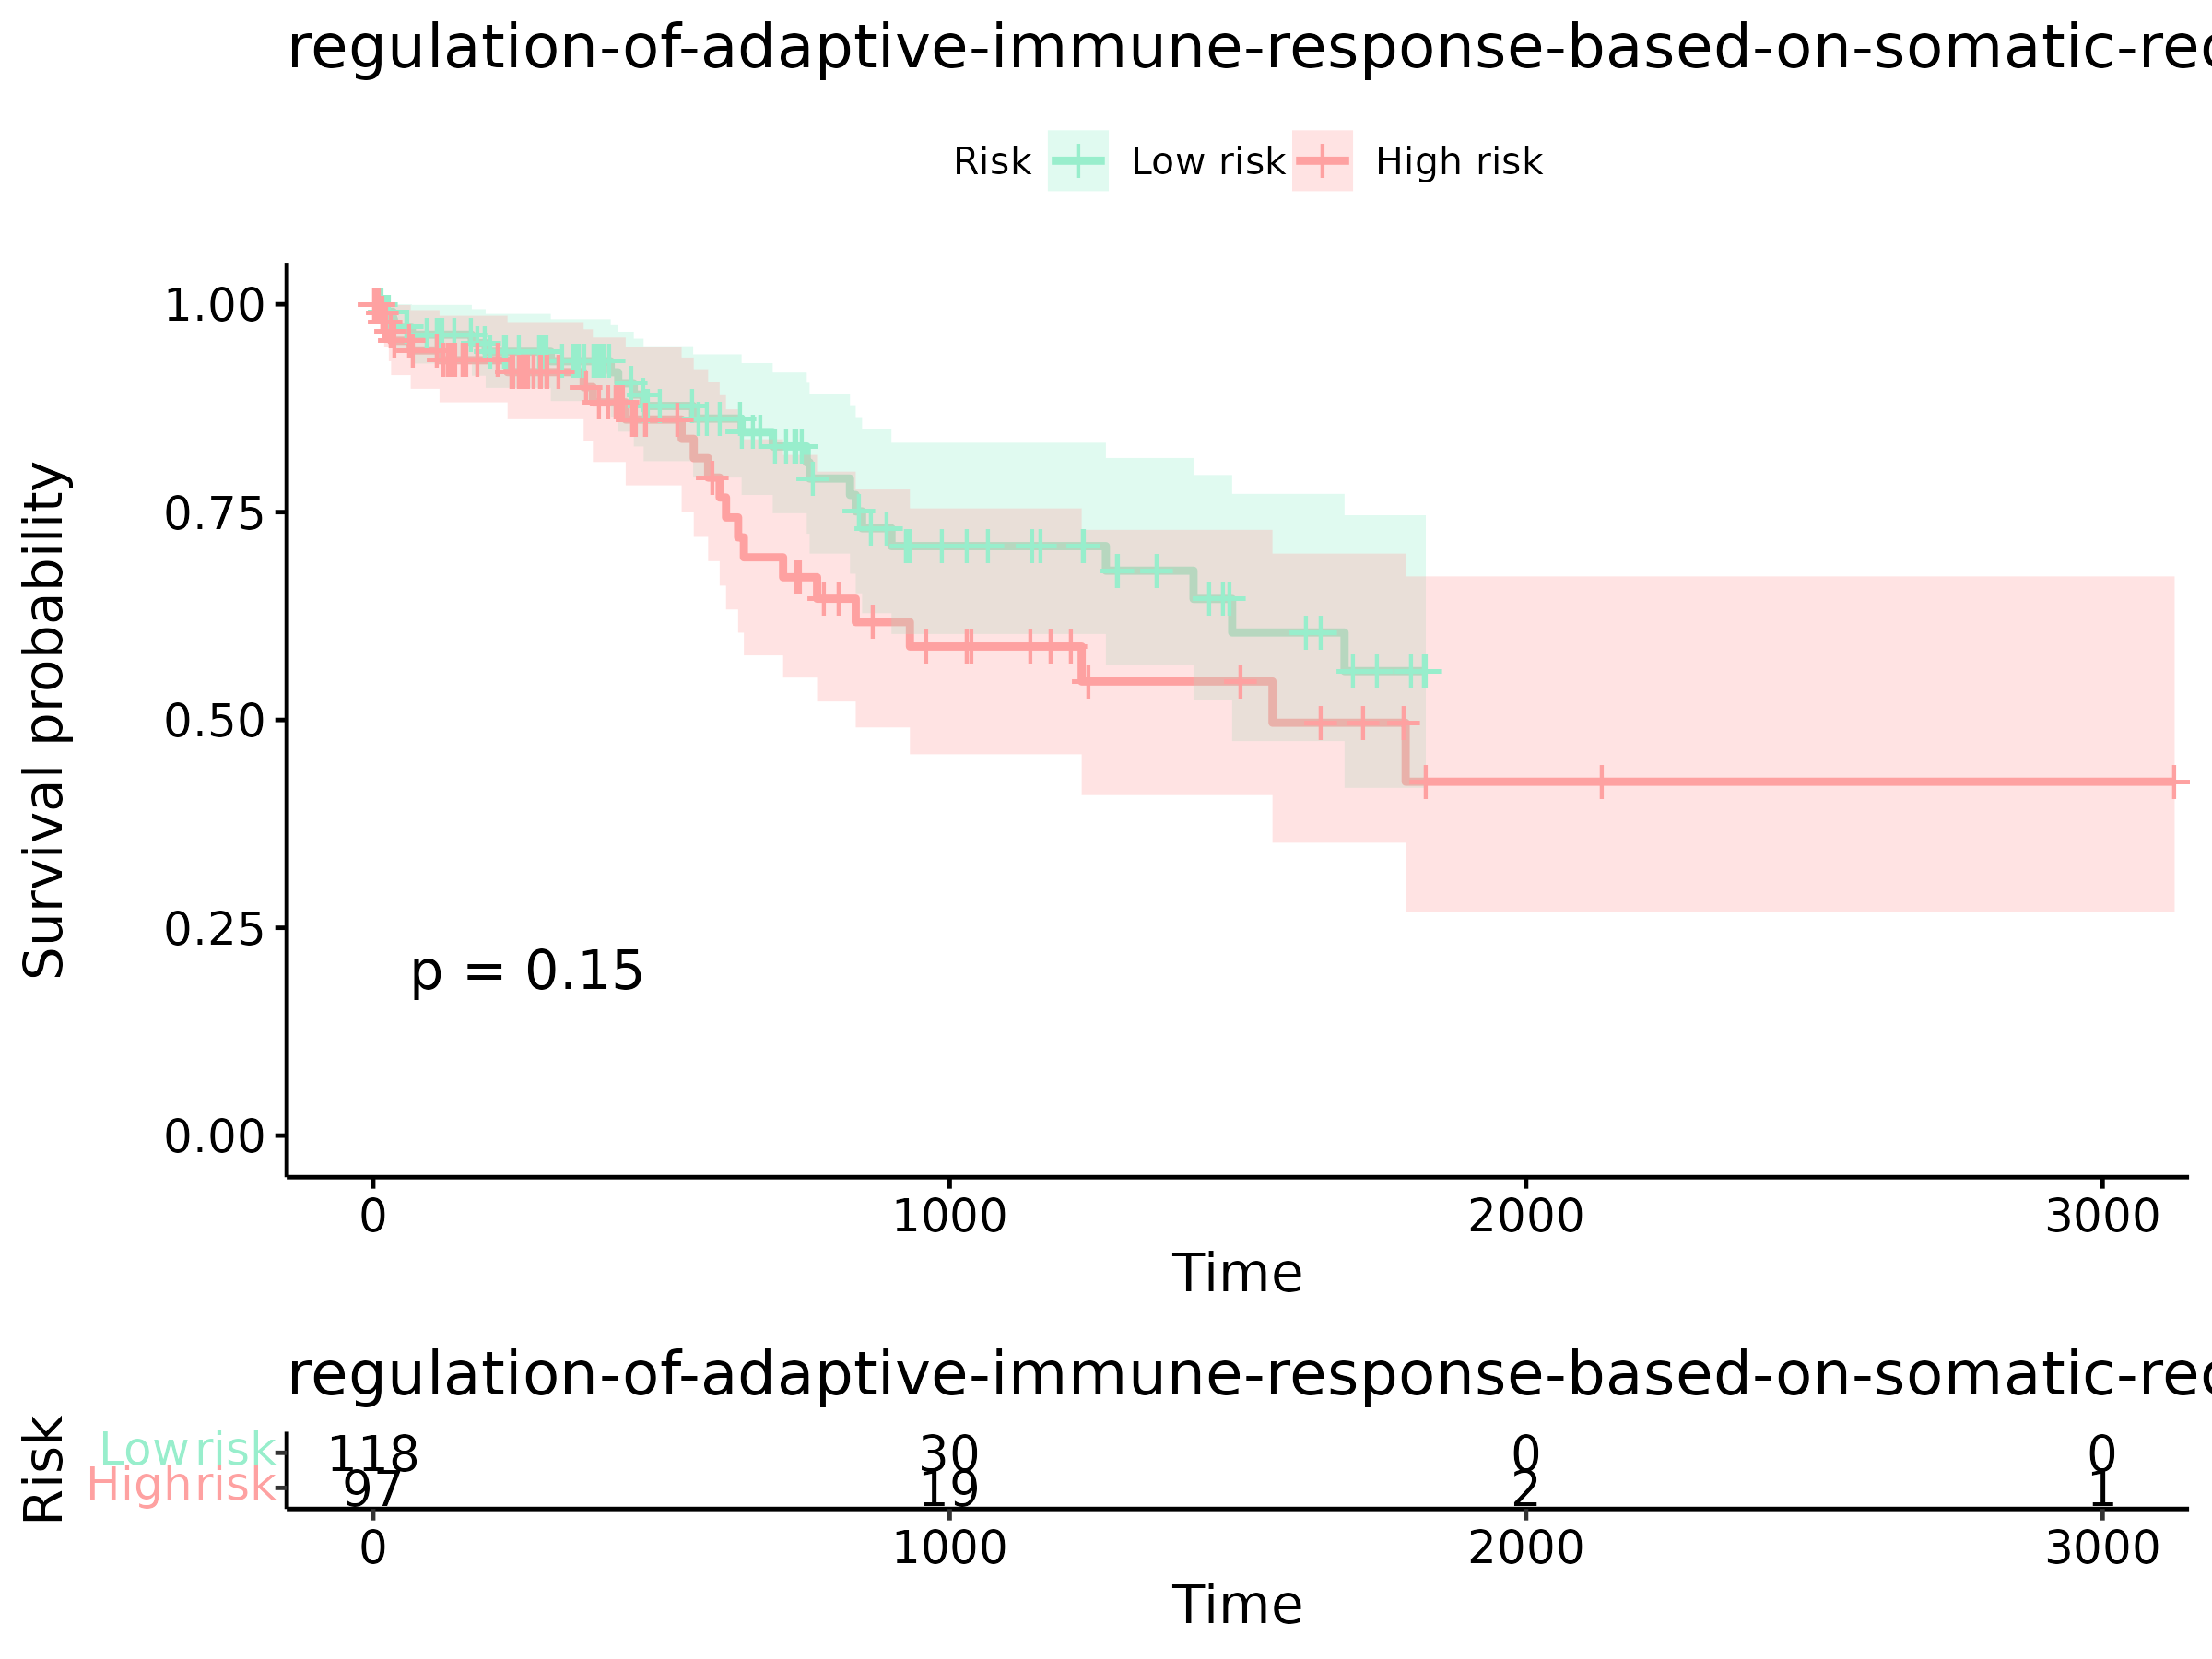 regulation-of-adaptive-immune-response-based-on-somatic-rec
Risk Low risk High risk
Survival probability
1.00
0.75
0.50
0.25
0.00
p = 0.15
0 1000 2000 3000
Time
regulation-of-adaptive-immune-response-based-on-somatic-rec
Risk
Low risk 118 30 0 0
High risk 97 19 2 1
0 1000 2000 3000
Time